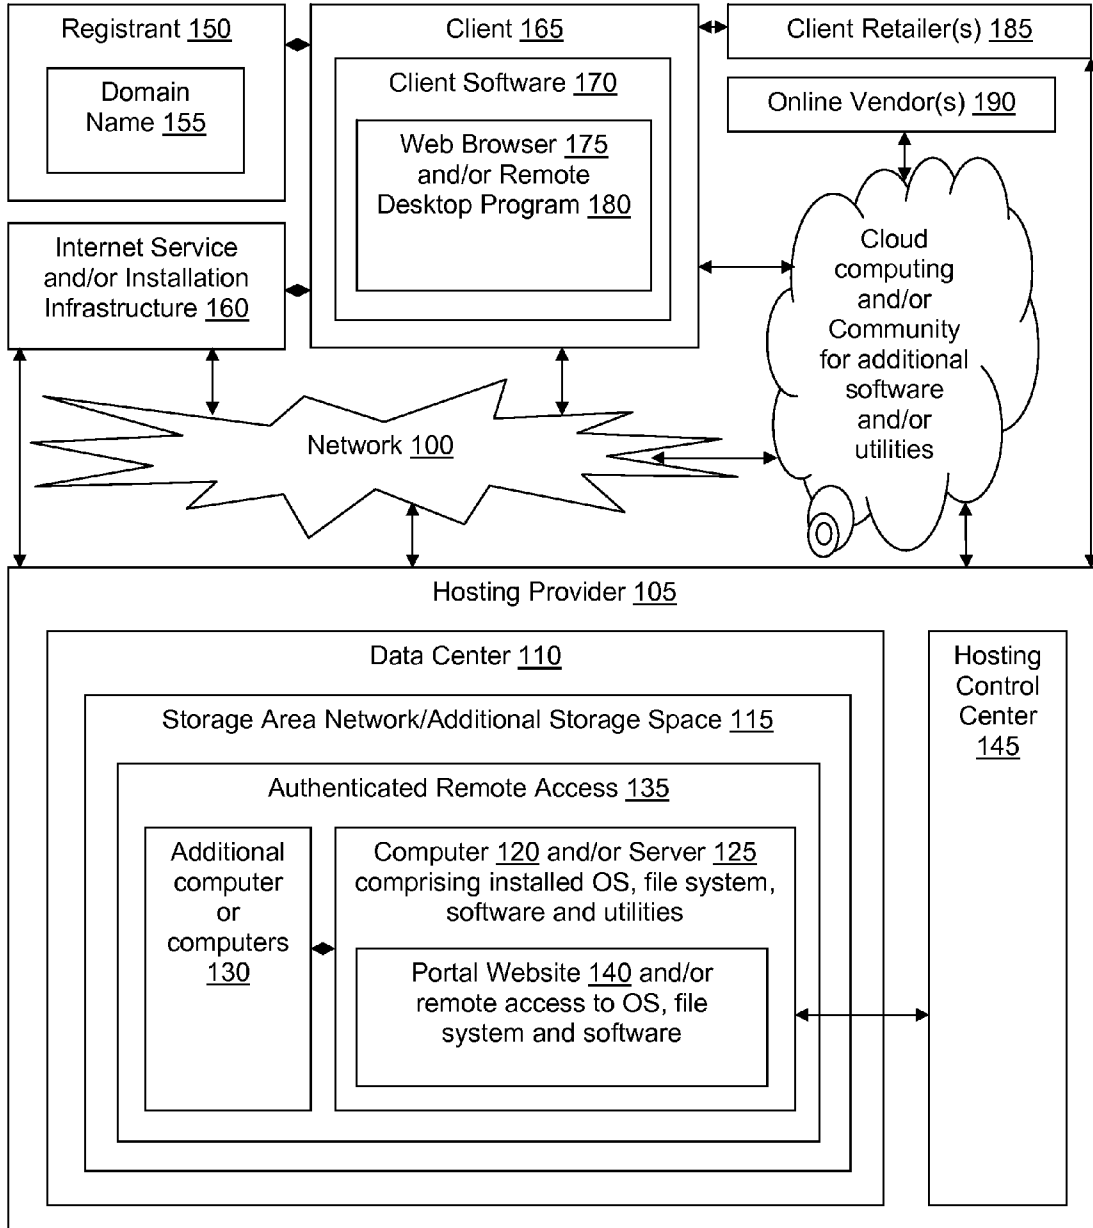 Registrant 150
Domain
Name 155
Client 165
Client Software 170
Web Browser 175
and/or Remote
Desktop Program 180
Client Retailer(s) 185
Online Vendor(s) 190
Internet Service
and/or Installation
Infrastructure 160
Cloud
computing
and/or
Community
for additional
software
and/or
utilities
Network 100
Hosting Provider 105
Data Center 110
Storage Area Network/Additional Storage Space 115
Authenticated Remote Access 135
Additional
computer
or
computers
130
Computer 120 and/or Server 125
comprising installed OS, file system,
software and utilities
Portal Website 140 and/or
remote access to OS, file
system and software
Hosting
Control
Center
145